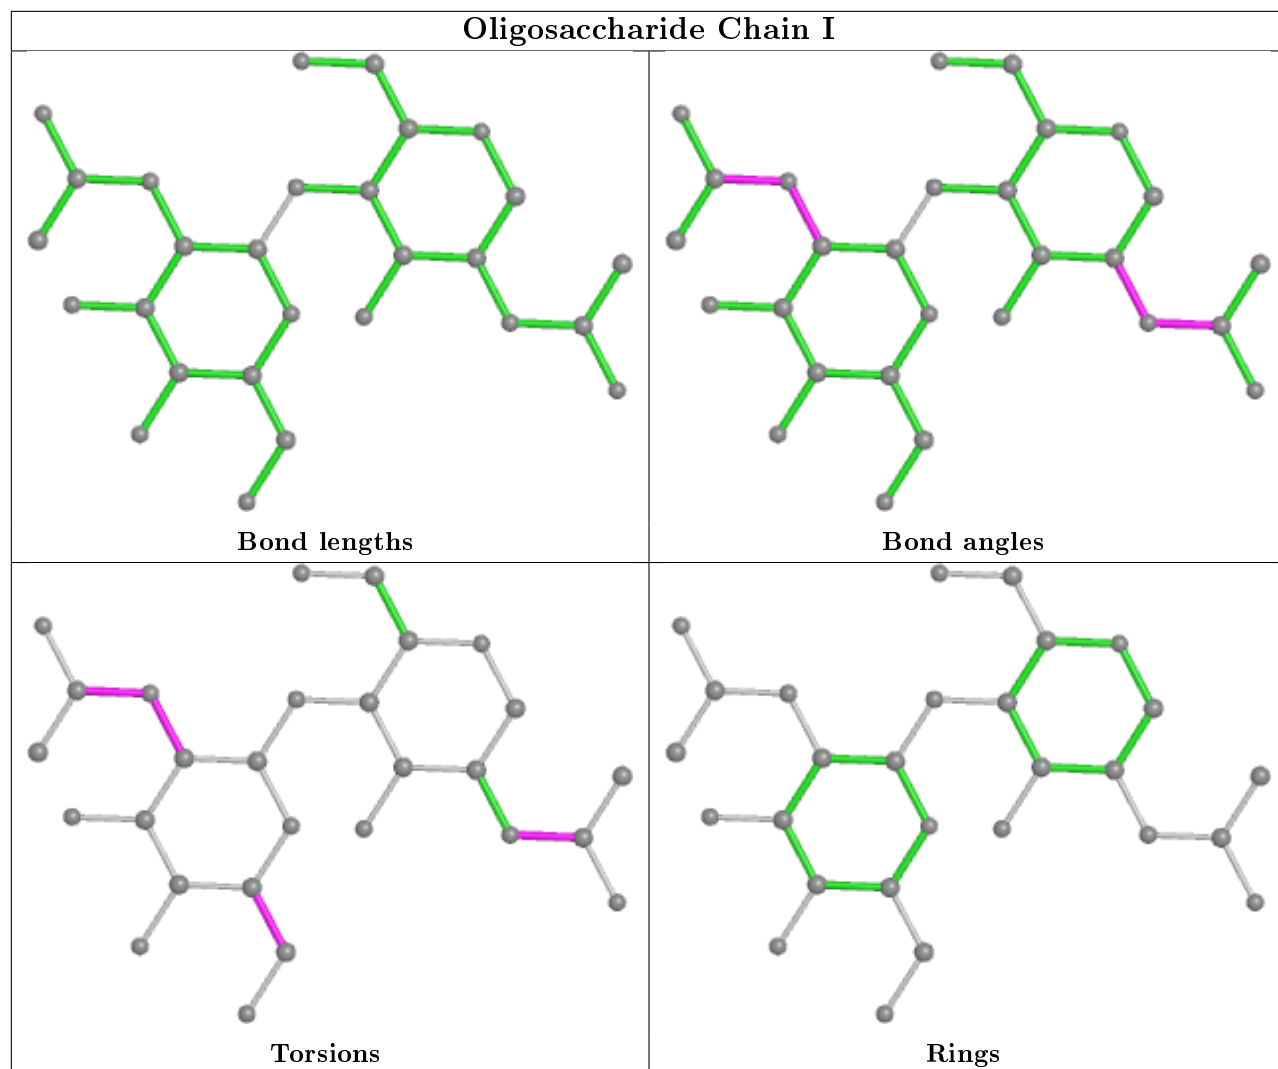 Oligosaccharide Chain I
Bond lengths
Bond angles
Torsions
Rings